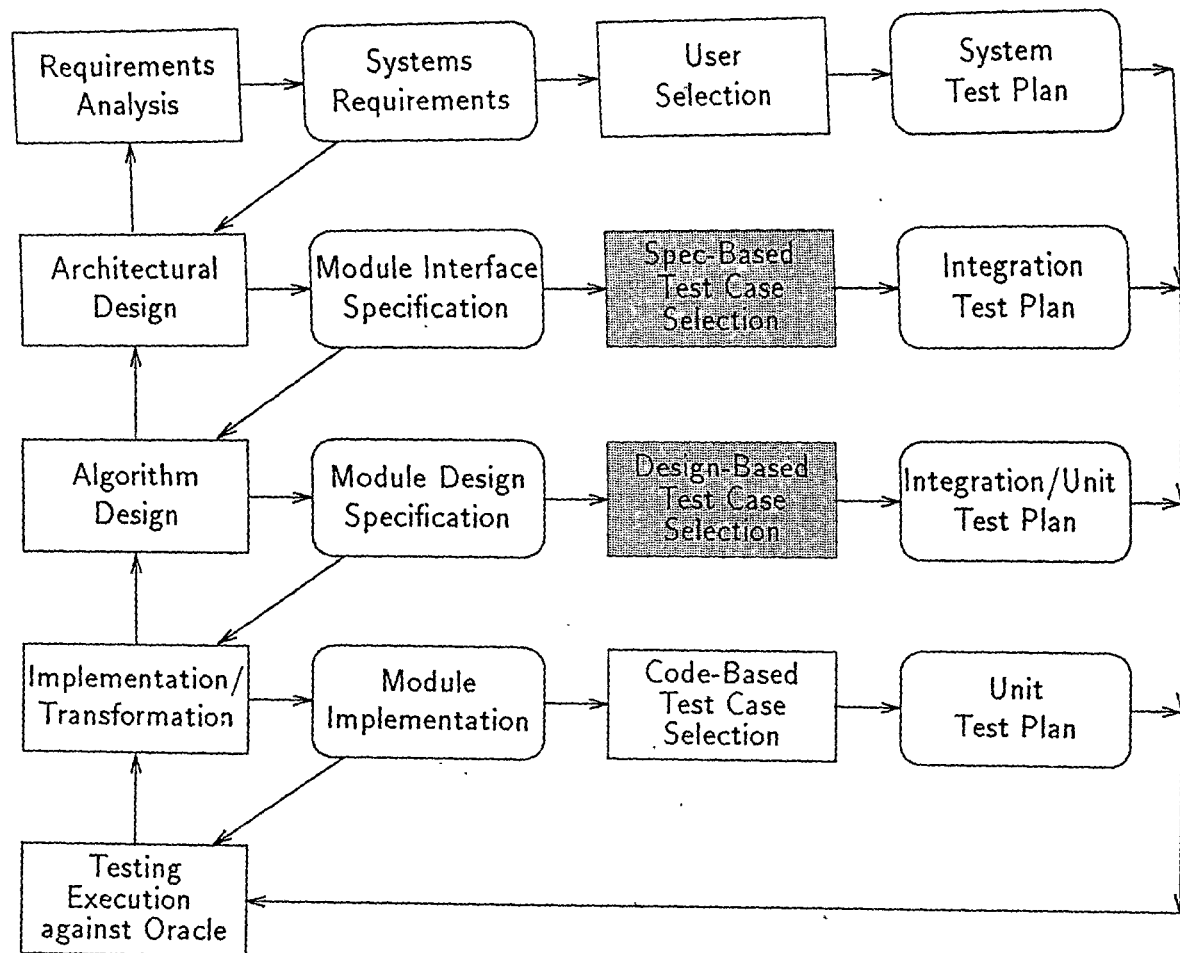 Requirements
Analysis
Systems
Requirements
User
Selection
System
Test Plan
Architectural
Design
Module Interface
Specification
Spec-Based
Test Case
Selection
Integration
Test Plan
Algorithm
Design
Module Design
Specification
Design-Based
Test Case
Selection
Integration/Unit
Test Plan
Implementation/
Transformation
Module
Implementation
Code-Based
Test Case
Selection
Unit
Test Plan
Testing
Execution
against Oracle